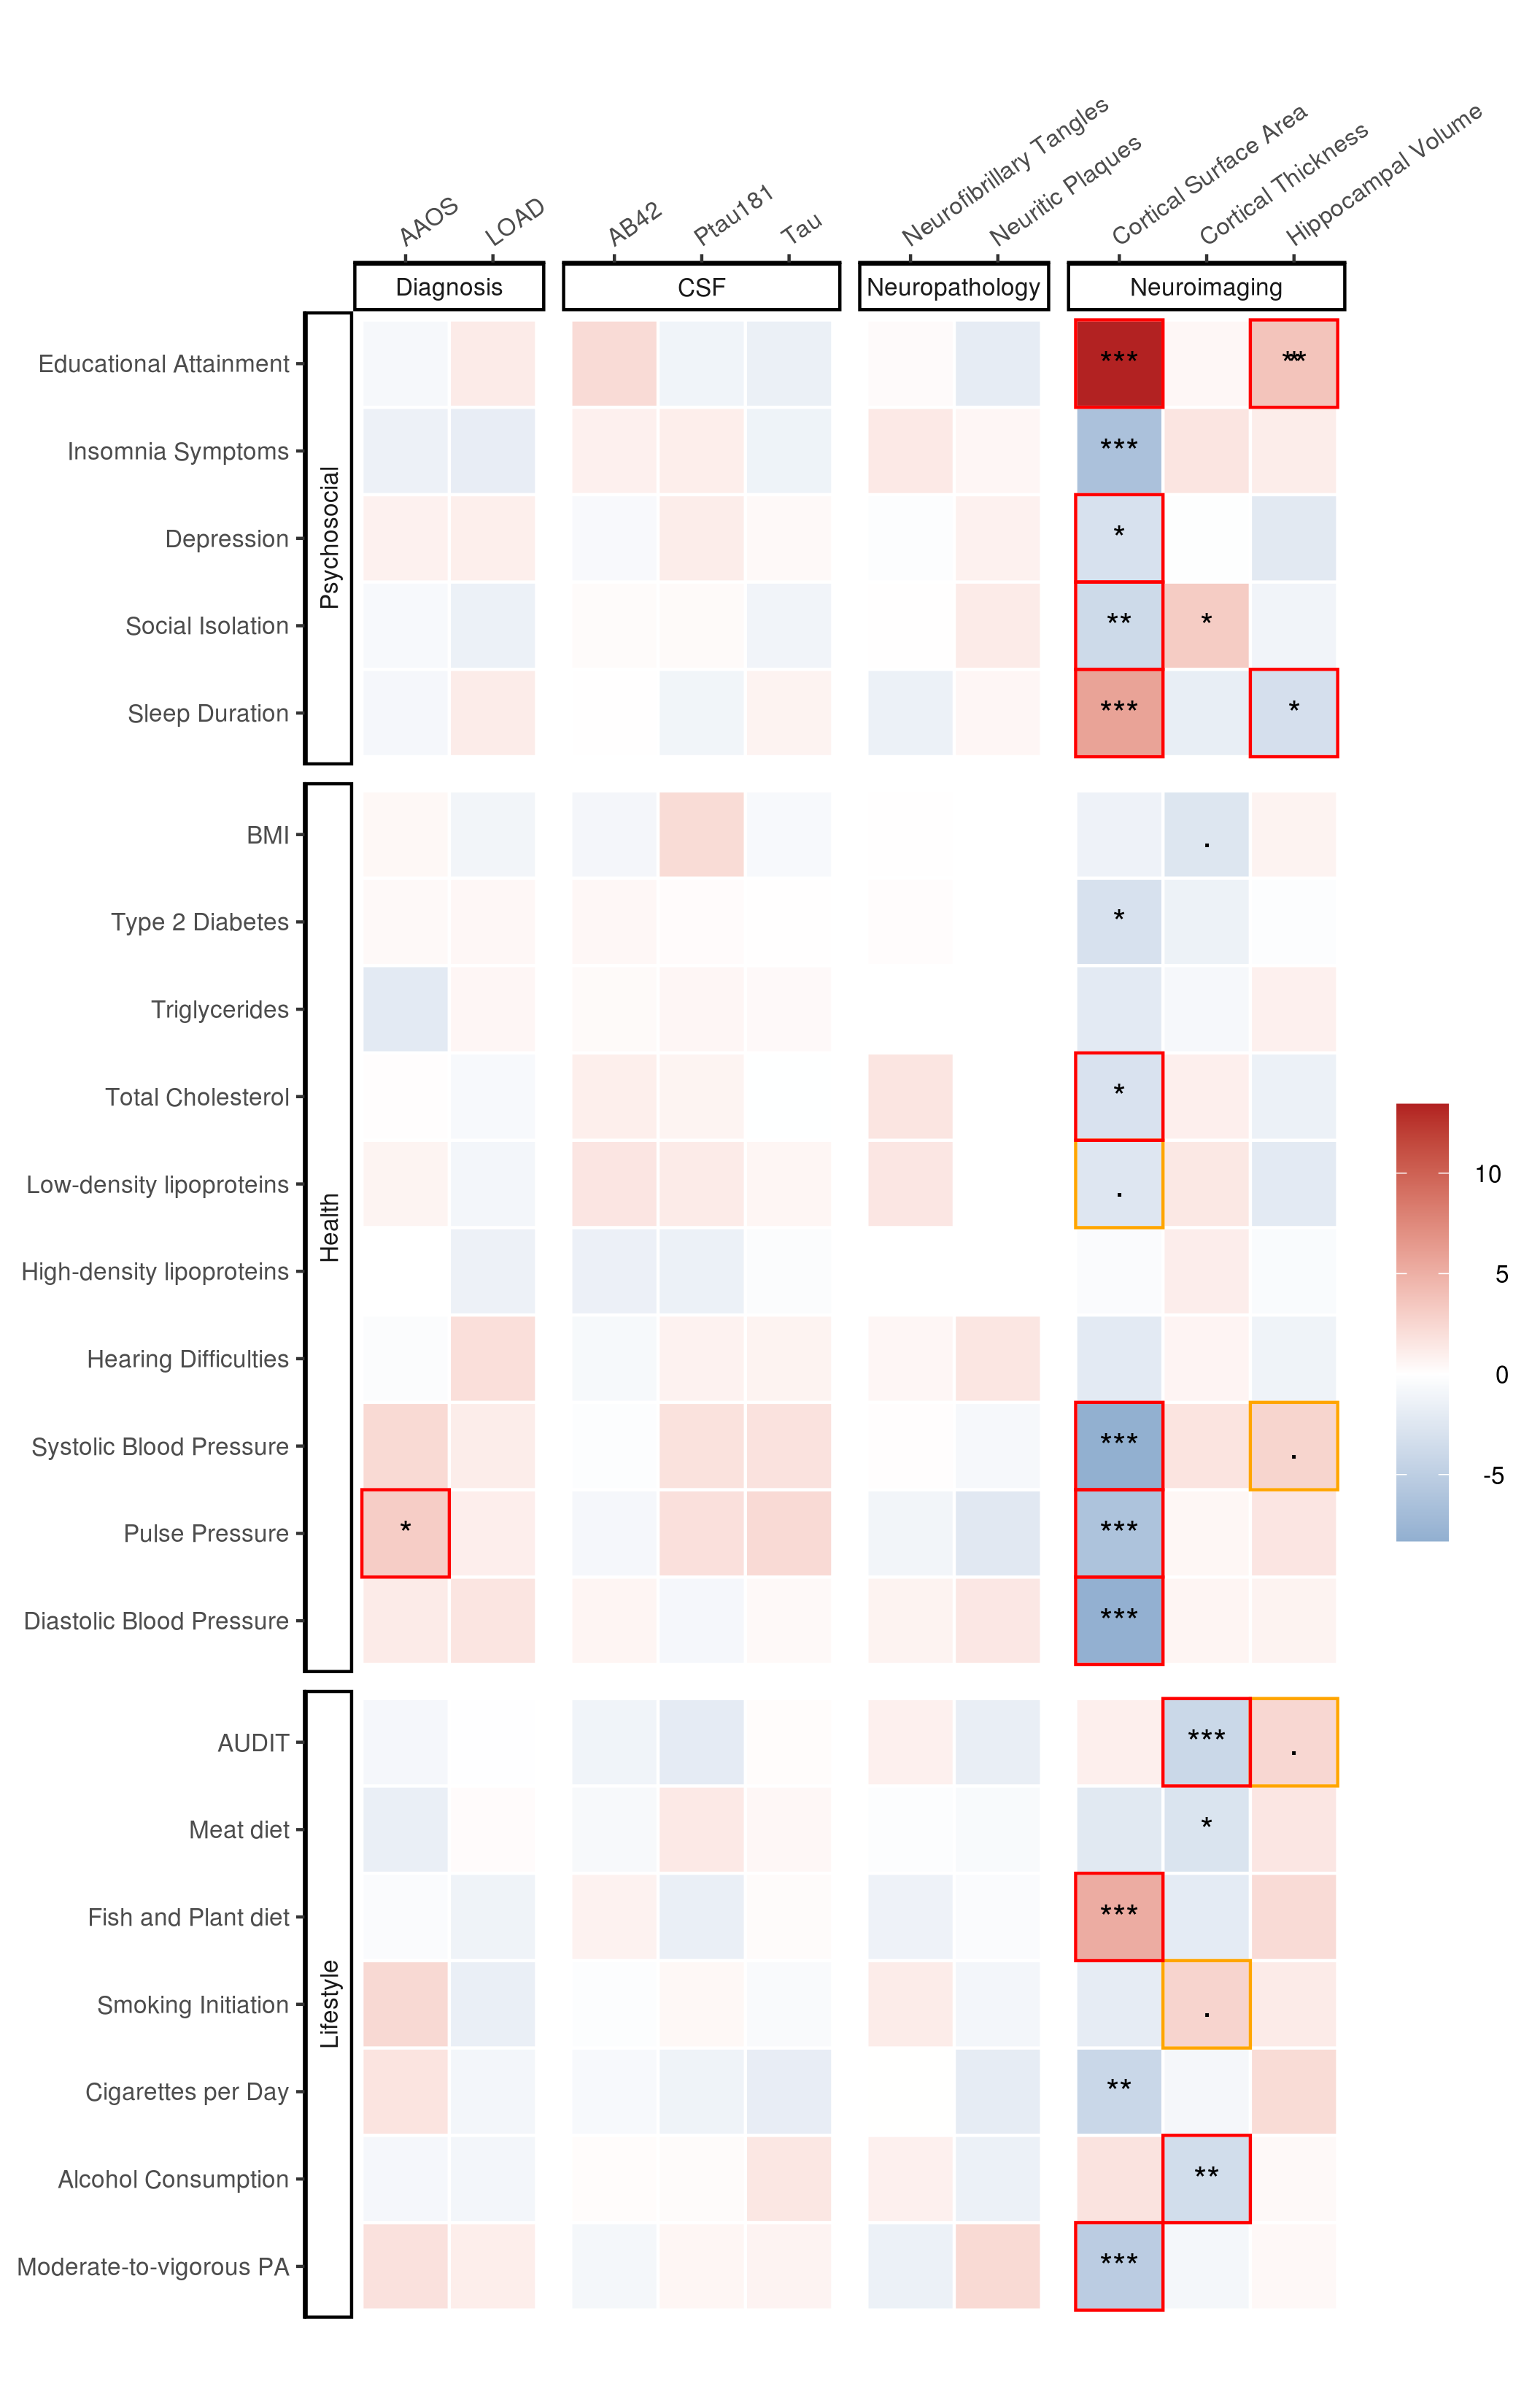 AAOS
LOAD
AB42
Ptau181
Tau
Neurofibrillary Tangles
Neuritic Plaques
Cortical Surface Area
Cortical Thickness
Hippocampal Volume
Diagnosis
CSF
Neuropathology
Neuroimaging
Psychosocial
Educational Attainment *** ***
Insomnia Symptoms ***
Depression *
Social Isolation ** *
Sleep Duration *** *
Health
BMI .
Type 2 Diabetes *
Triglycerides
Total Cholesterol *
Low-density lipoproteins .
High-density lipoproteins
Hearing Difficulties
Systolic Blood Pressure *** .
Pulse Pressure * ***
Diastolic Blood Pressure ***
Lifestyle
AUDIT *** .
Meat diet *
Fish and Plant diet ***
Smoking Initiation .
Cigarettes per Day **
Alcohol Consumption **
Moderate-to-vigorous PA ***
10
5
0
-5